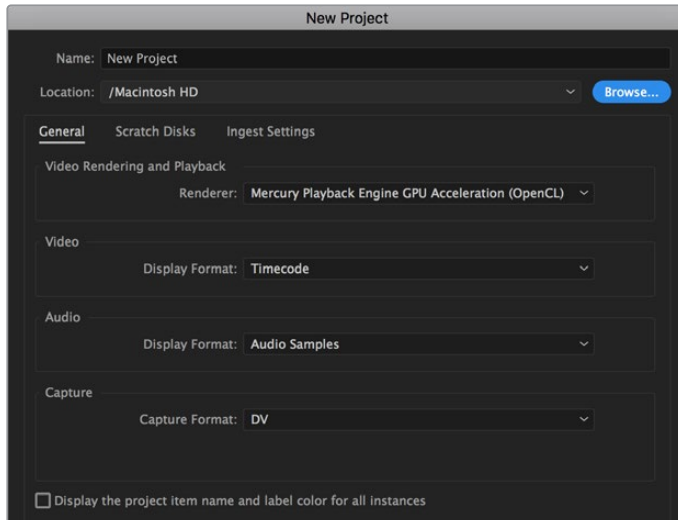 New Project
Name: New Project
Location: /Macintosh HD Browse...
General Scratch Disks Ingest Settings
Video Rendering and Playback
Renderer: Mercury Playback Engine GPU Acceleration (OpenCL)
Video
Display Format: Timecode
Audio
Display Format: Audio Samples
Capture
Capture Format: DV
Display the project item name and label color for all instances